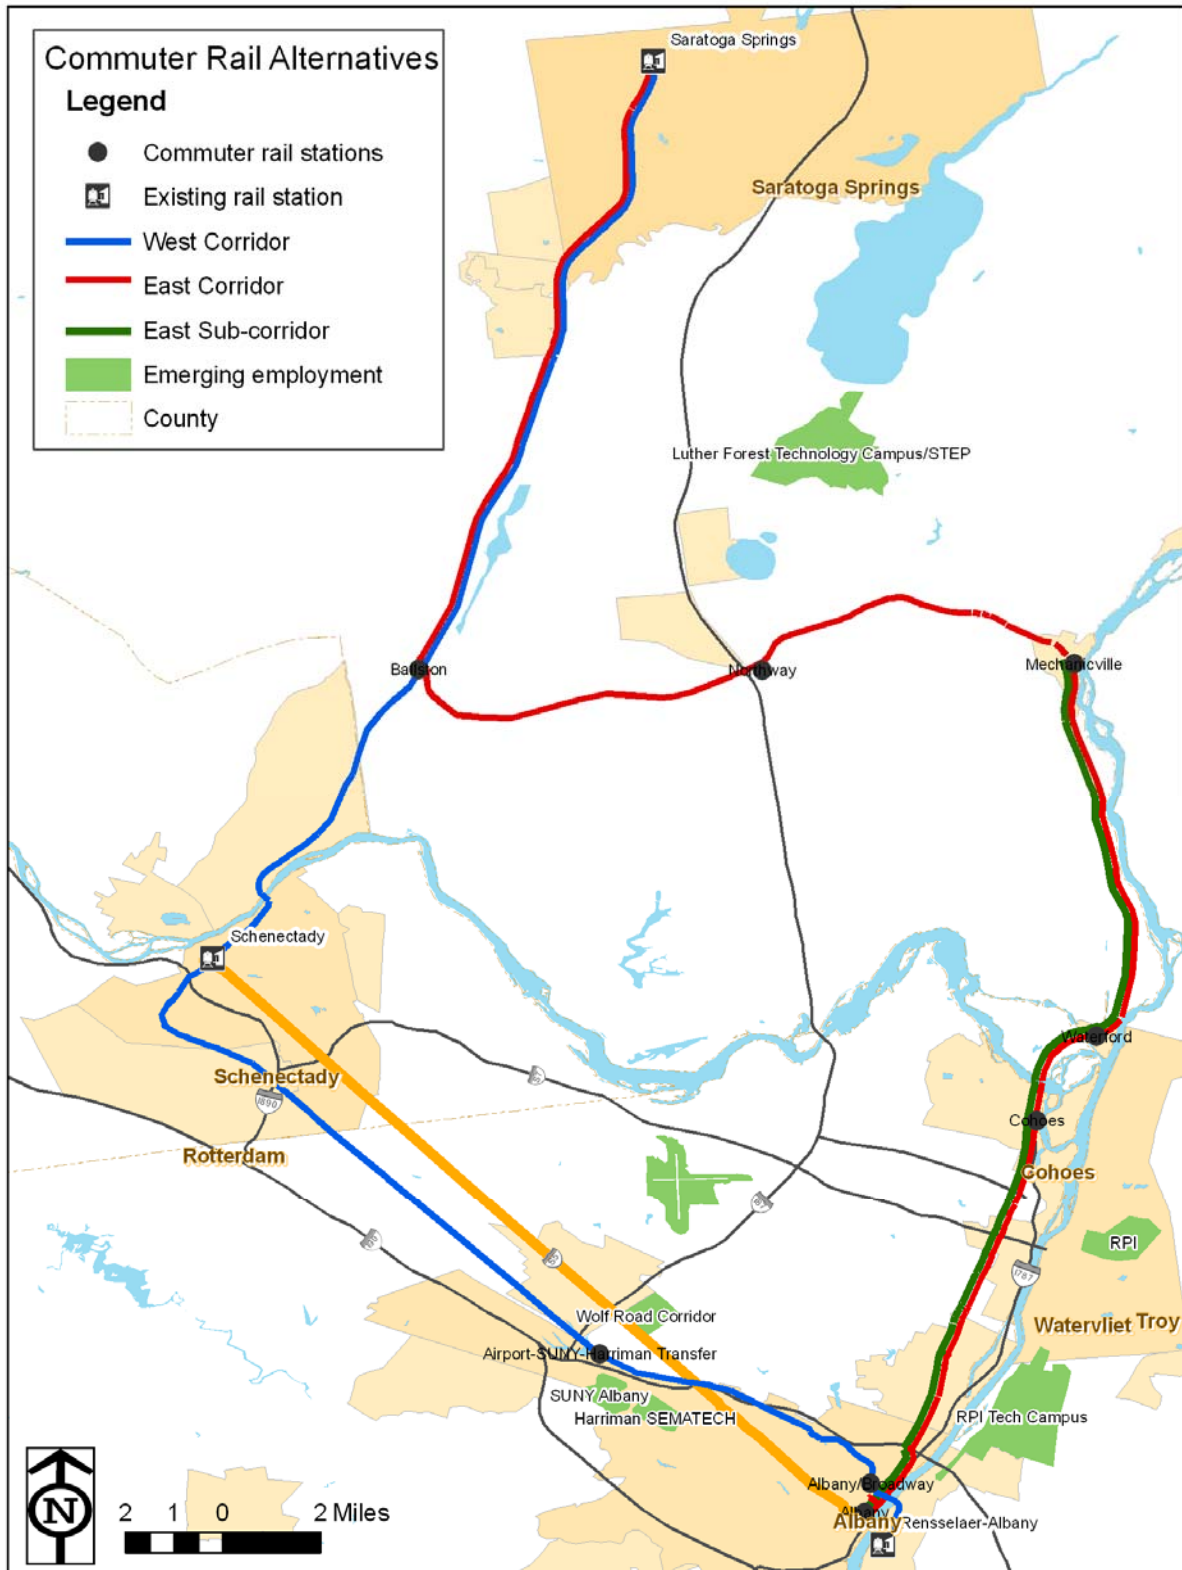 Commuter Rail Alternatives
Legend
Commuter rail stations
Existing rail station
West Corridor
East Corridor
East Sub-corridor
Emerging employment
County
Saratoga Springs
Saratoga Springs
Luther Forest Technology Campus/STEP
Ballston
Northway
Mechanicville
Schenectady
Waterford
Schenectady
I890
Cohoes
Rotterdam
Cohoes
RPI
I787
Wolf Road Corridor
Watervliet
Troy
Airport-SUNY-Harriman Transfer
SUNY Albany
Harriman SEMATECH
RPI Tech Campus
Albany/Broadway
Albany
Albany
Rensselaer-Albany
N
2 1 0 2 Miles